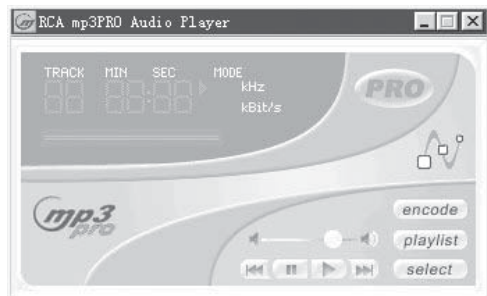 RCA mp3PRO Audio Player
TRACK MIN SEC MODE
kHz
kBit/s
PRO
mp3
pro
encode
playlist
select